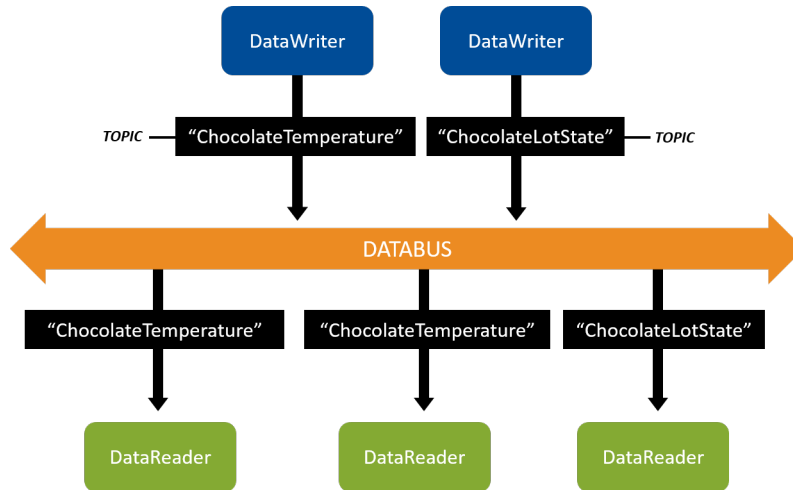 DataWriter
DataWriter
TOPIC
“ChocolateTemperature”
“ChocolateLotState”
TOPIC
DATABUS
“ChocolateTemperature”
“ChocolateTemperature”
“ChocolateLotState”
DataReader
DataReader
DataReader